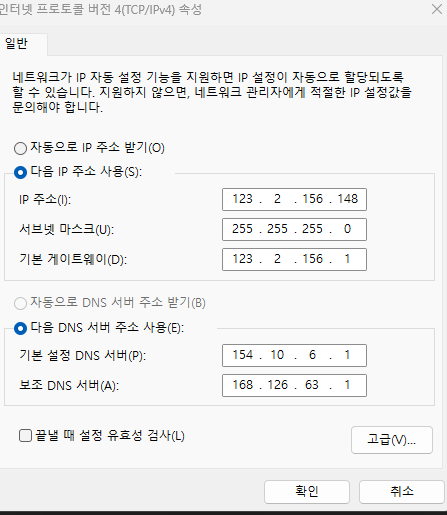 인터넷 프로토콜 버전 4(TCP/IPv4) 속성
일반
네트워크가 IP 자동 설정 기능을 지원하면 IP 설정이 자동으로 할당되도록
할 수 있습니다. 지원하지 않으면, 네트워크 관리자에게 적절한 IP 설정값을
문의해야 합니다.
자동으로 IP 주소 받기(O)
다음 IP 주소 사용(S):
IP 주소(I): 123 . 2 . 156 . 148
서브넷 마스크(U): 255 . 255 . 255 . 0
기본 게이트웨이(D): 123 . 2 . 156 . 1
자동으로 DNS 서버 주소 받기(B)
다음 DNS 서버 주소 사용(E):
기본 설정 DNS 서버(P): 154 . 10 . 6 . 1
보조 DNS 서버(A): 168 . 126 . 63 . 1
끝낼 때 설정 유효성 검사(L)
고급(V)...
확인 취소